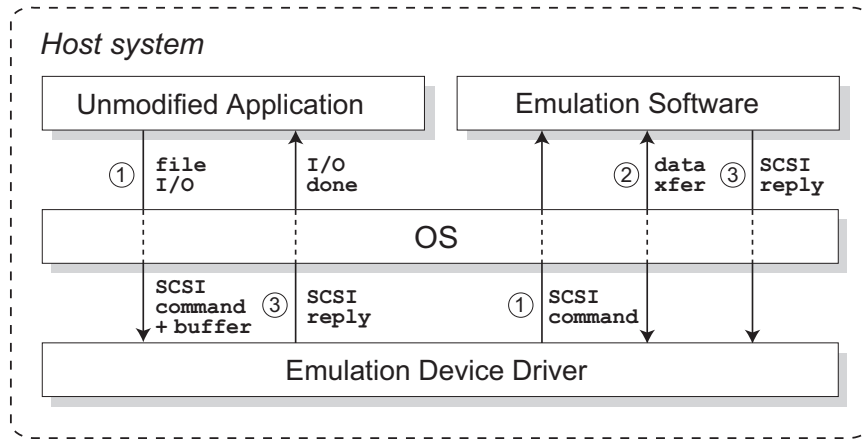 Host system
Unmodified Application
Emulation Software
1 file
I/O
I/O
done
2 data
xfer
3 SCSI
reply
OS
SCSI
command
+ buffer
3 SCSI
reply
1 SCSI
command
Emulation Device Driver